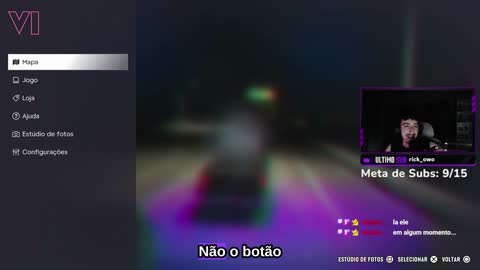 VI
Mapa
Jogo
Loja
Ajuda
Estúdio de fotos
Configurações
ULTIMO SUB rick_owo
Meta de Subs: 9/15
la ele
em algum momento...
Não o botão
ESTÚDIO DE FOTOS
SELECIONAR
VOLTAR